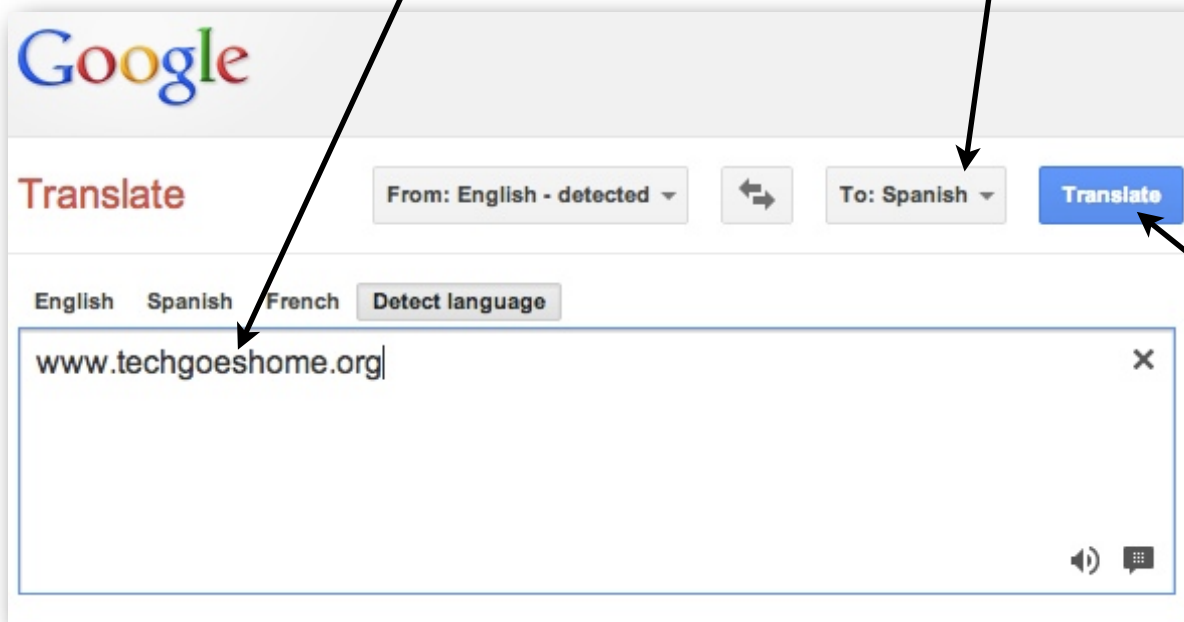 Google
Translate From: English - detected To: Spanish Translate
English Spanish French Detect language
www.techgoeshome.org